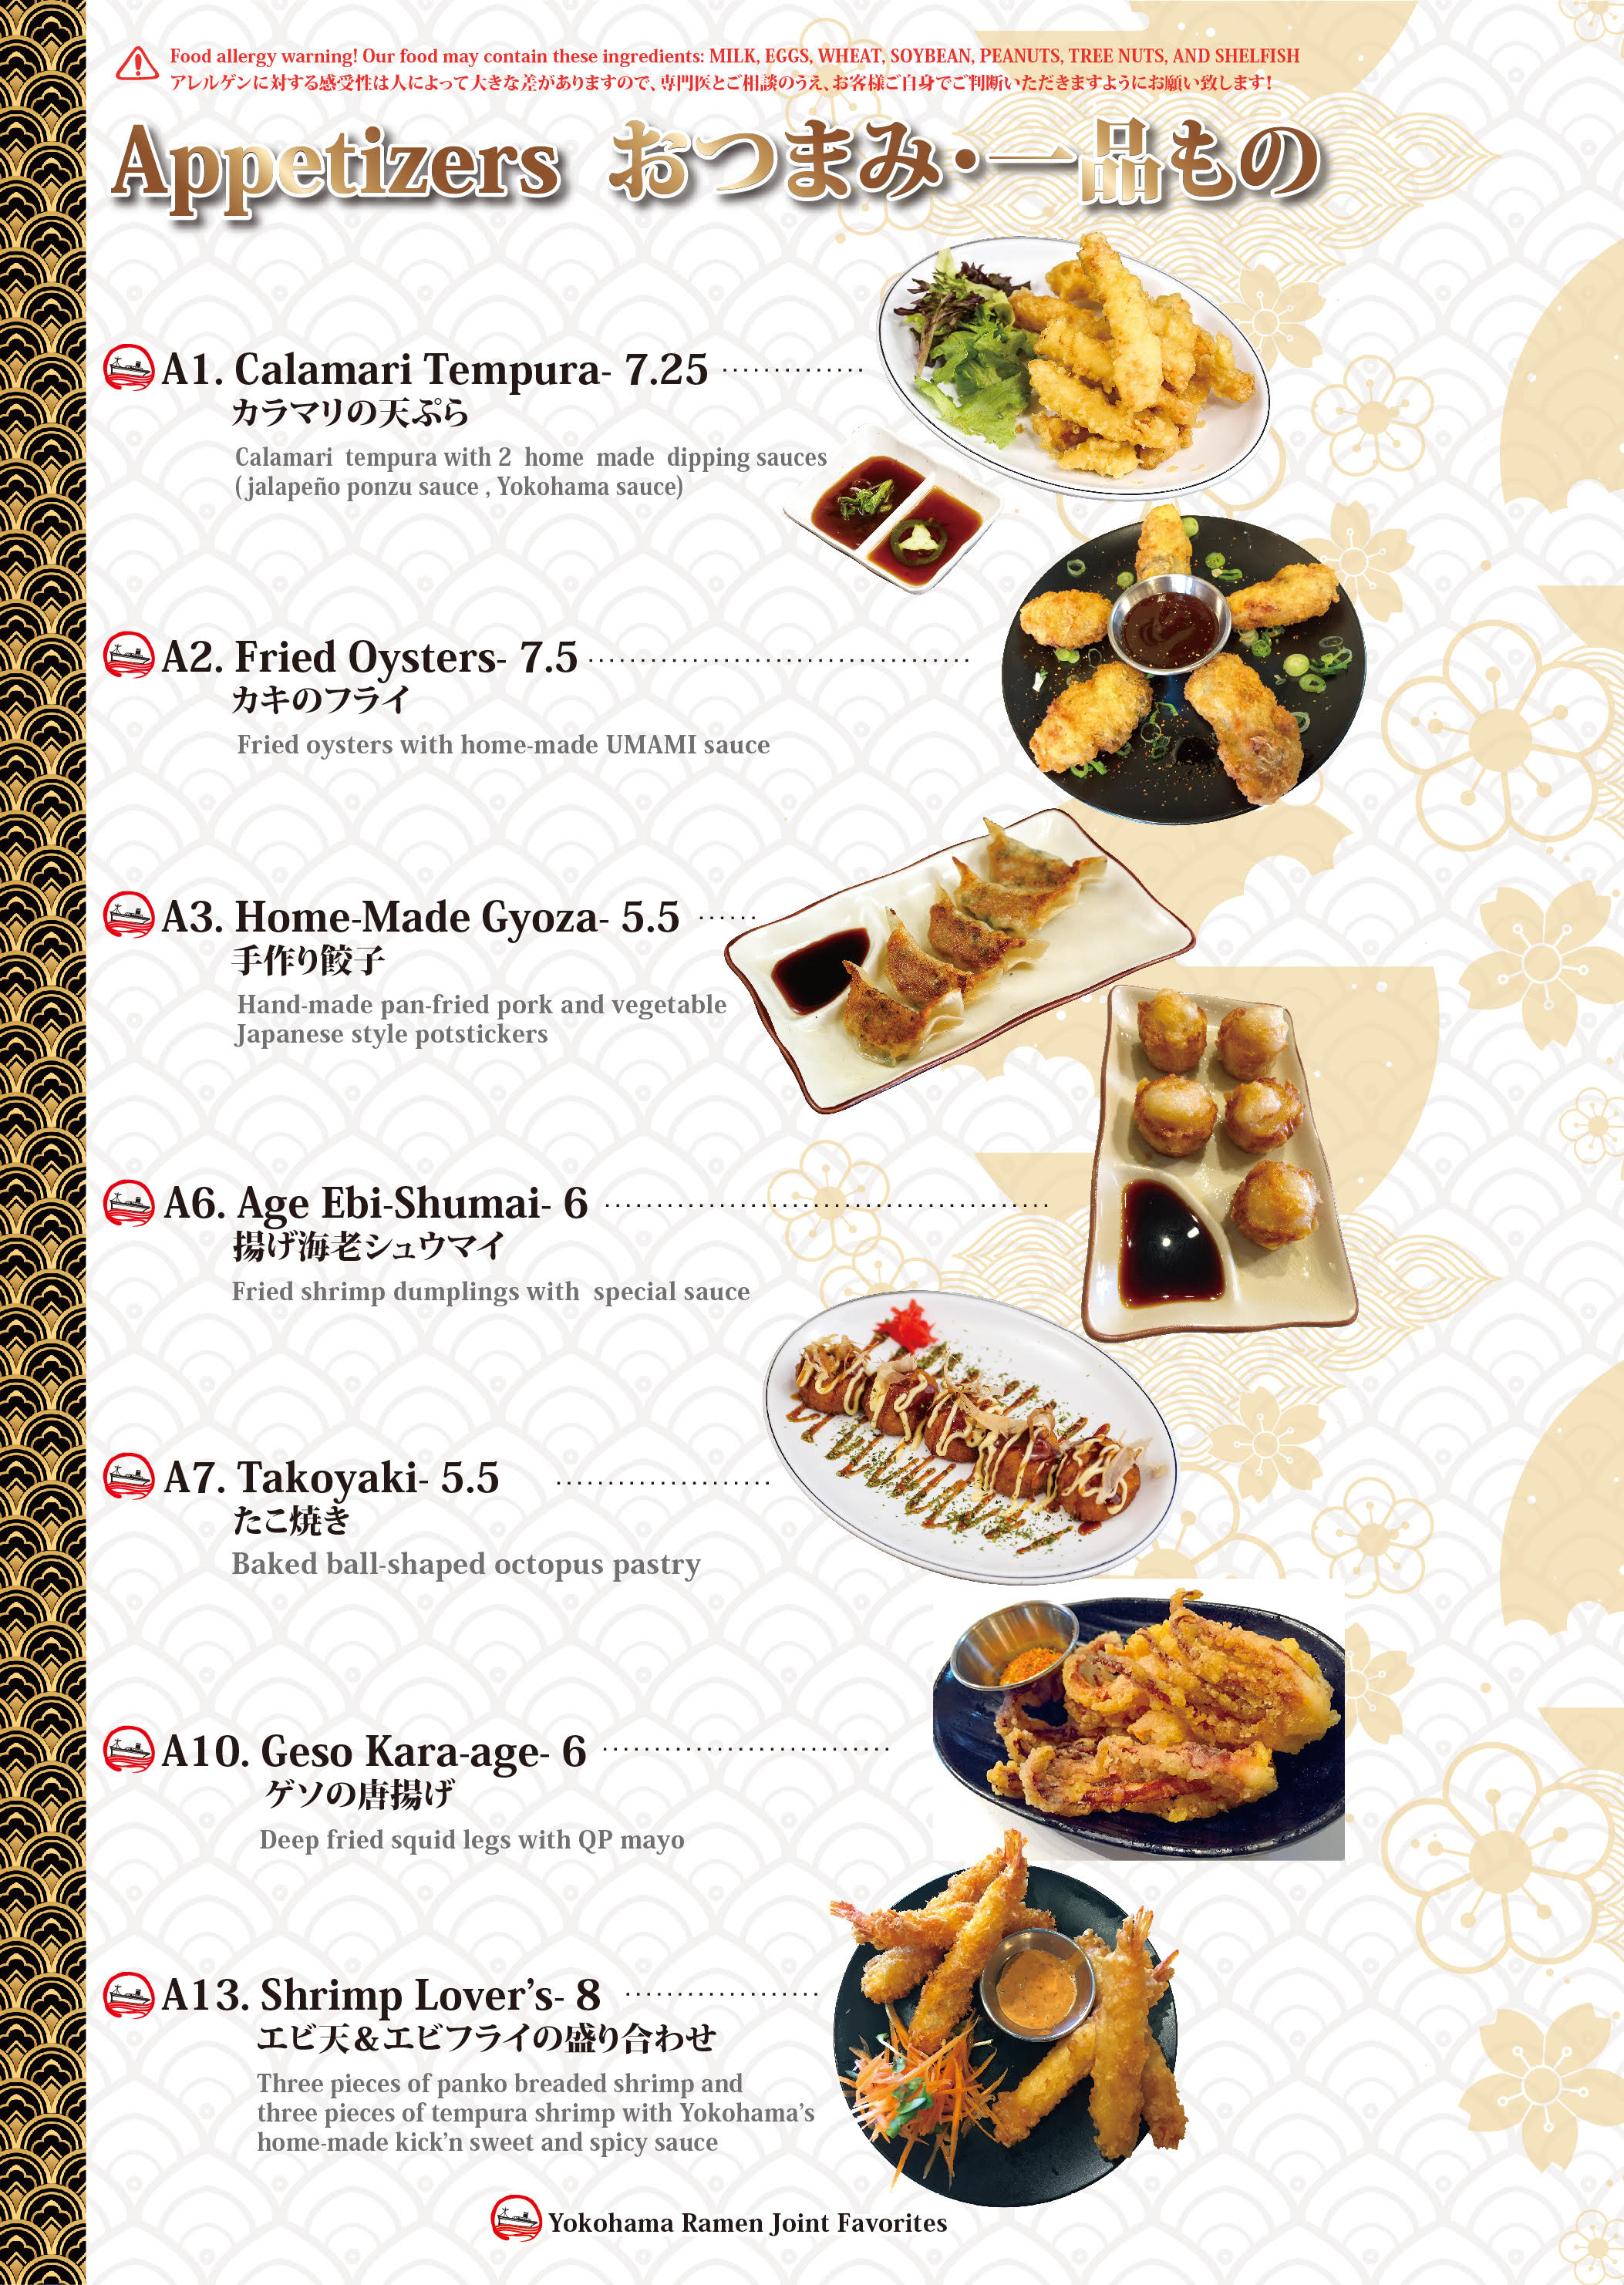 Food allergy warning! Our food may contain these ingredients: MILK, EGGS, WHEAT, SOYBEAN, PEANUTS, TREE NUTS, AND SHELFISH
アレルゲンに対する感受性は人によって大きな差がありますので、専門医とご相談のうえ、お客様ご自身でご判断いただきますようにお願い致します!
Appetizers おつまみ・一品もの
A1. Calamari Tempura- 7.25
カラマリの天ぷら
Calamari tempura with 2 home made dipping sauces
( jalapeño ponzu sauce , Yokohama sauce)
A2. Fried Oysters- 7.5
カキのフライ
Fried oysters with home-made UMAMI sauce
A3. Home-Made Gyoza- 5.5
手作り餃子
Hand-made pan-fried pork and vegetable
Japanese style potstickers
A6. Age Ebi-Shumai- 6
揚げ海老シュウマイ
Fried shrimp dumplings with special sauce
A7. Takoyaki- 5.5
たこ焼き
Baked ball-shaped octopus pastry
A10. Geso Kara-age- 6
ゲソの唐揚げ
Deep fried squid legs with QP mayo
A13. Shrimp Lover's- 8
エビ天&エビフライの盛り合わせ
Three pieces of panko breaded shrimp and
three pieces of tempura shrimp with Yokohama's
home-made kick'n sweet and spicy sauce
Yokohama Ramen Joint Favorites